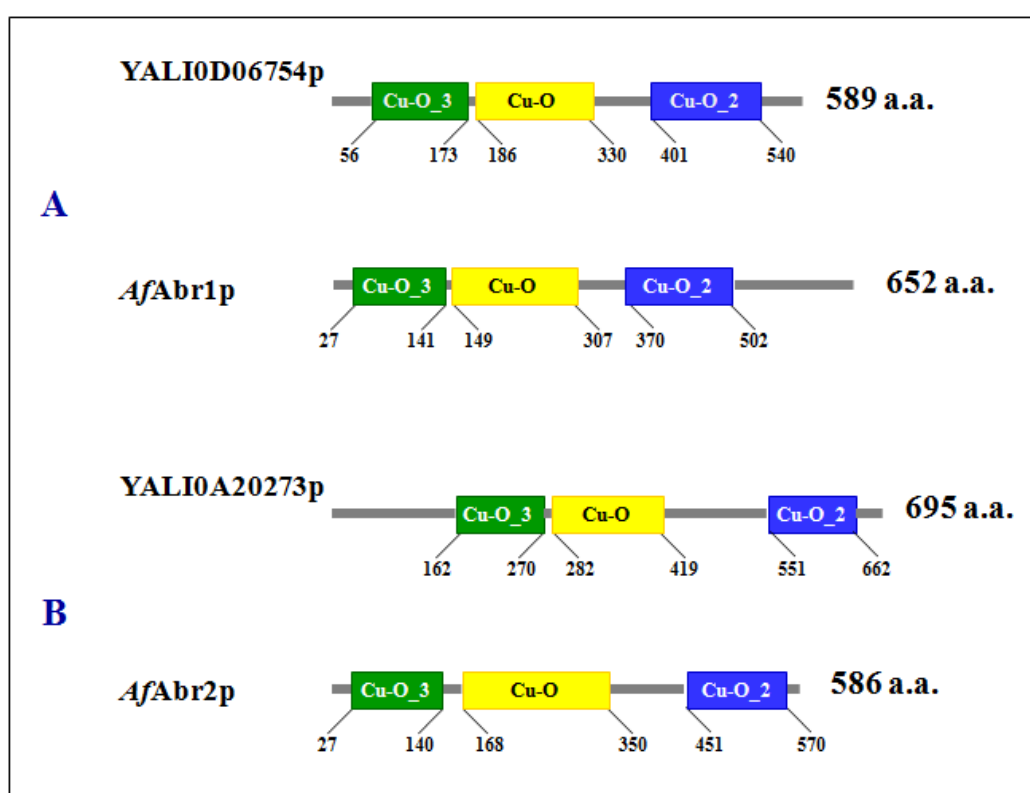 YALI0D06754p
Cu-O_3 Cu-O Cu-O_2 589 a.a.
56 173 186 330 401 540
A
AfAbr1p
Cu-O_3 Cu-O Cu-O_2 652 a.a.
27 141 149 307 370 502
YALI0A20273p
Cu-O_3 Cu-O Cu-O_2 695 a.a.
162 270 282 419 551 662
B
AfAbr2p
Cu-O_3 Cu-O Cu-O_2 586 a.a.
27 140 168 350 451 570